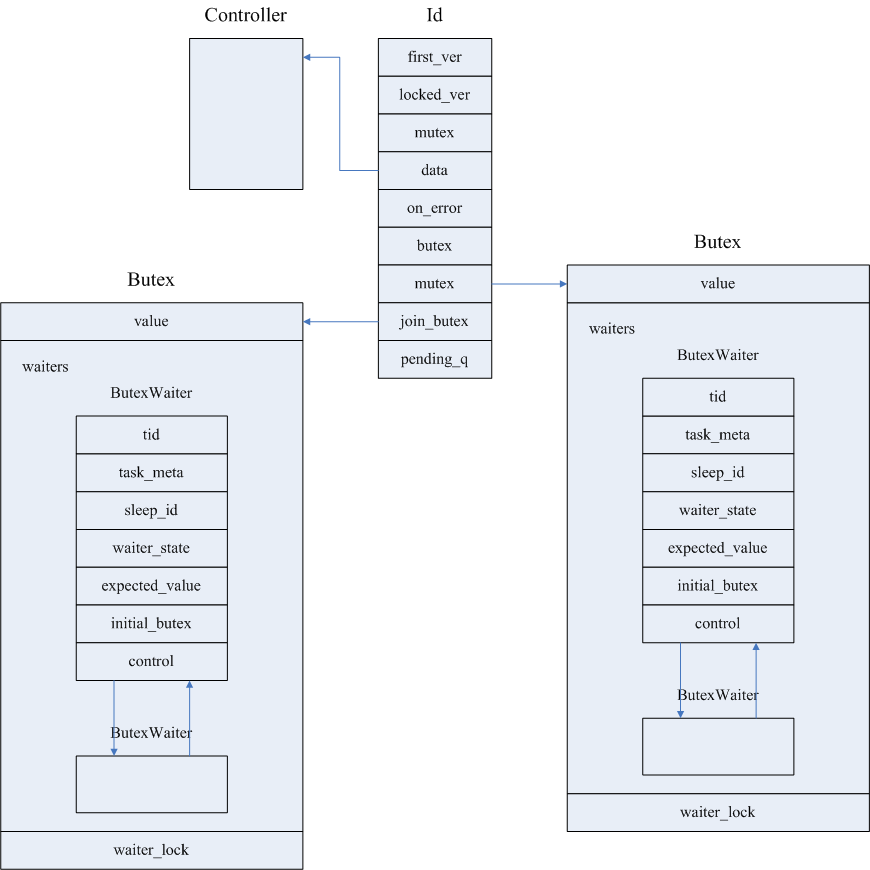 Controller
Id
first_ver
locked_ver
mutex
data
on_error
butex
mutex
join_butex
pending_q
Butex
value
waiters
ButexWaiter
tid
task_meta
sleep_id
waiter_state
expected_value
initial_butex
control
ButexWaiter
waiter_lock
Butex
value
waiters
ButexWaiter
tid
task_meta
sleep_id
waiter_state
expected_value
initial_butex
control
ButexWaiter
waiter_lock